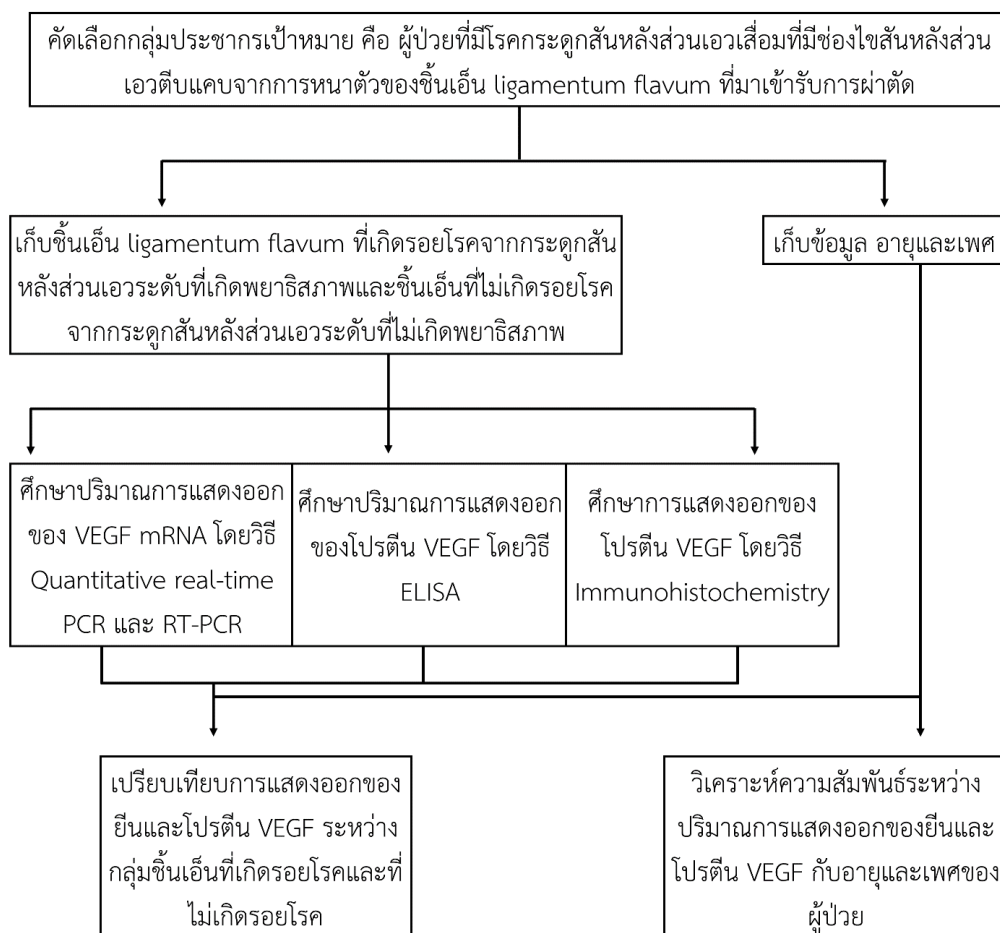 คัดเลือกกลุ่มประชากรเป้าหมาย คือ ผู้ป่วยที่มีโรคกระดูกสันหลังส่วนเอวเสื่อมที่มีช่องไขสันหลังส่วน
เอวตีบแคบจากการหนาตัวของชิ้นเอ็น ligamentum flavum ที่มาเข้ารับการผ่าตัด
เก็บชิ้นเอ็น ligamentum flavum ที่เกิดรอยโรคจากกระดูกสัน
หลังส่วนเอวระดับที่เกิดพยาธิสภาพและชิ้นเอ็นที่ไม่เกิดรอยโรค
จากกระดูกสันหลังส่วนเอวระดับที่ไม่เกิดพยาธิสภาพ
เก็บข้อมูล อายุและเพศ
ศึกษาปริมาณการแสดงออก
ของ VEGF mRNA โดยวิธี
Quantitative real-time
PCR และ RT-PCR
ศึกษาปริมาณการแสดงออก
ของโปรตีน VEGF โดยวิธี
ELISA
ศึกษาการแสดงออกของ
โปรตีน VEGF โดยวิธี
Immunohistochemistry
เปรียบเทียบการแสดงออกของ
ยีนและโปรตีน VEGF ระหว่าง
กลุ่มชิ้นเอ็นที่เกิดรอยโรคและที่
ไม่เกิดรอยโรค
วิเคราะห์ความสัมพันธ์ระหว่าง
ปริมาณการแสดงออกของยีนและ
โปรตีน VEGF กับอายุและเพศของ
ผู้ป่วย